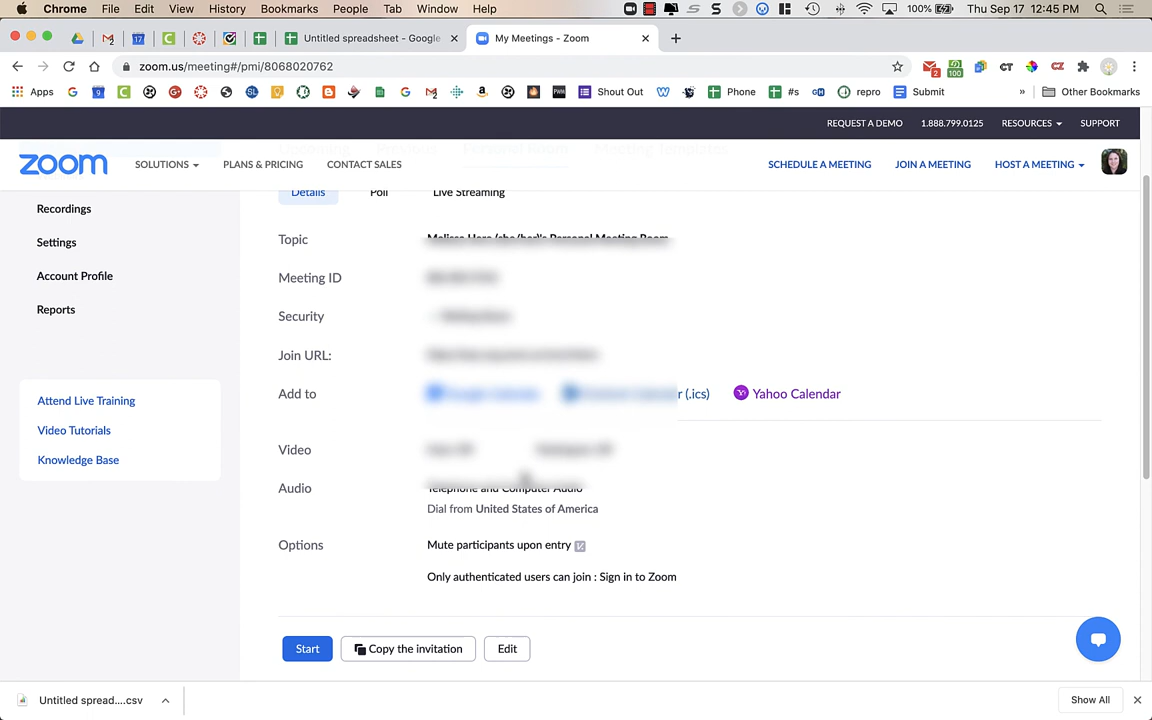 Chrome File Edit View History Bookmarks People Tab Window Help 100% Thu Sep 17 12:45 PM
Untitled spreadsheet - Google My Meetings - Zoom
zoom.us/meeting#/pmi/8068020762
Apps Shout Out Phone #s repro Submit » Other Bookmarks
REQUEST A DEMO 1.888.799.0125 RESOURCES SUPPORT
zoom SOLUTIONS PLANS & PRICING CONTACT SALES SCHEDULE A MEETING JOIN A MEETING HOST A MEETING
Details Poll Live Streaming
Recordings
Settings
Account Profile
Reports
Attend Live Training
Video Tutorials
Knowledge Base
Topic
Meeting ID
Security
Join URL:
Add to r (.ics) Yahoo Calendar
Video
Audio Telephone and Computer Audio
Dial from United States of America
Options Mute participants upon entry
Only authenticated users can join : Sign in to Zoom
Start Copy the invitation Edit
Untitled spread....csv Show All